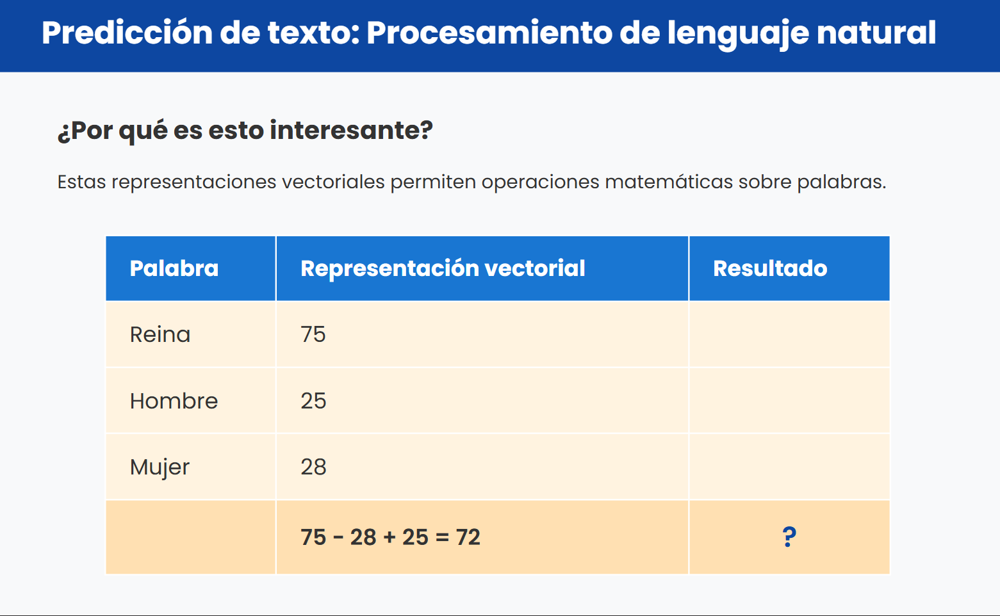 Predicción de texto: Procesamiento de lenguaje natural
¿Por qué es esto interesante?
Estas representaciones vectoriales permiten operaciones matemáticas sobre palabras.
Palabra Representación vectorial Resultado
Reina 75
Hombre 25
Mujer 28
75 - 28 + 25 = 72 ?